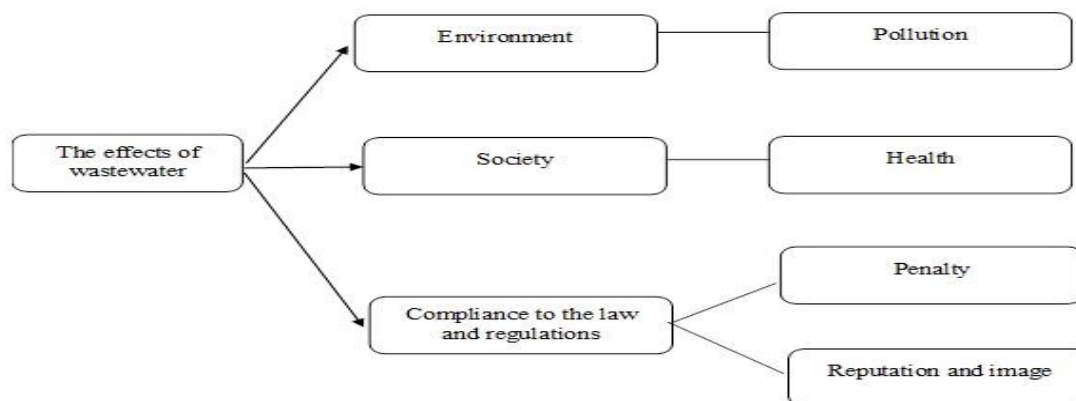 Environment
Pollution
The effects of
wastewater
Society
Health
Penalty
Compliance to the law
and regulations
Reputation and image